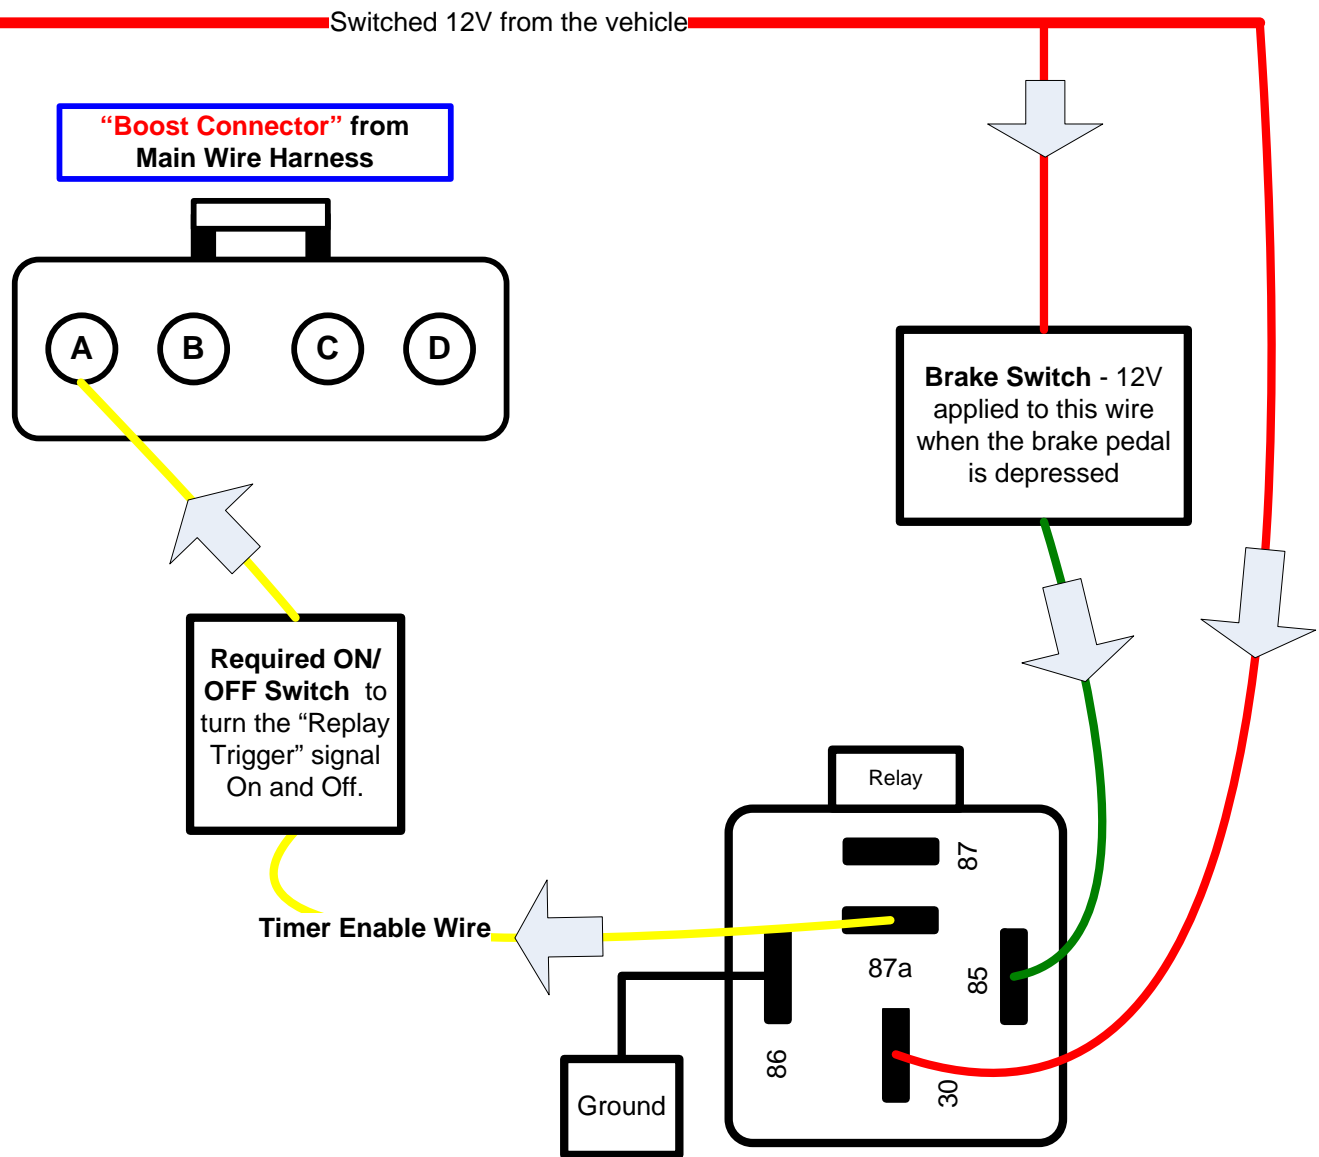 Switched 12V from the vehicle
“Boost Connector” from
Main Wire Harness
A
B
C
D
Brake Switch - 12V
applied to this wire
when the brake pedal
is depressed
Required ON/
OFF Switch to
turn the “Replay
Trigger” signal
On and Off.
Relay
87
Timer Enable Wire
87a
85
86
30
Ground